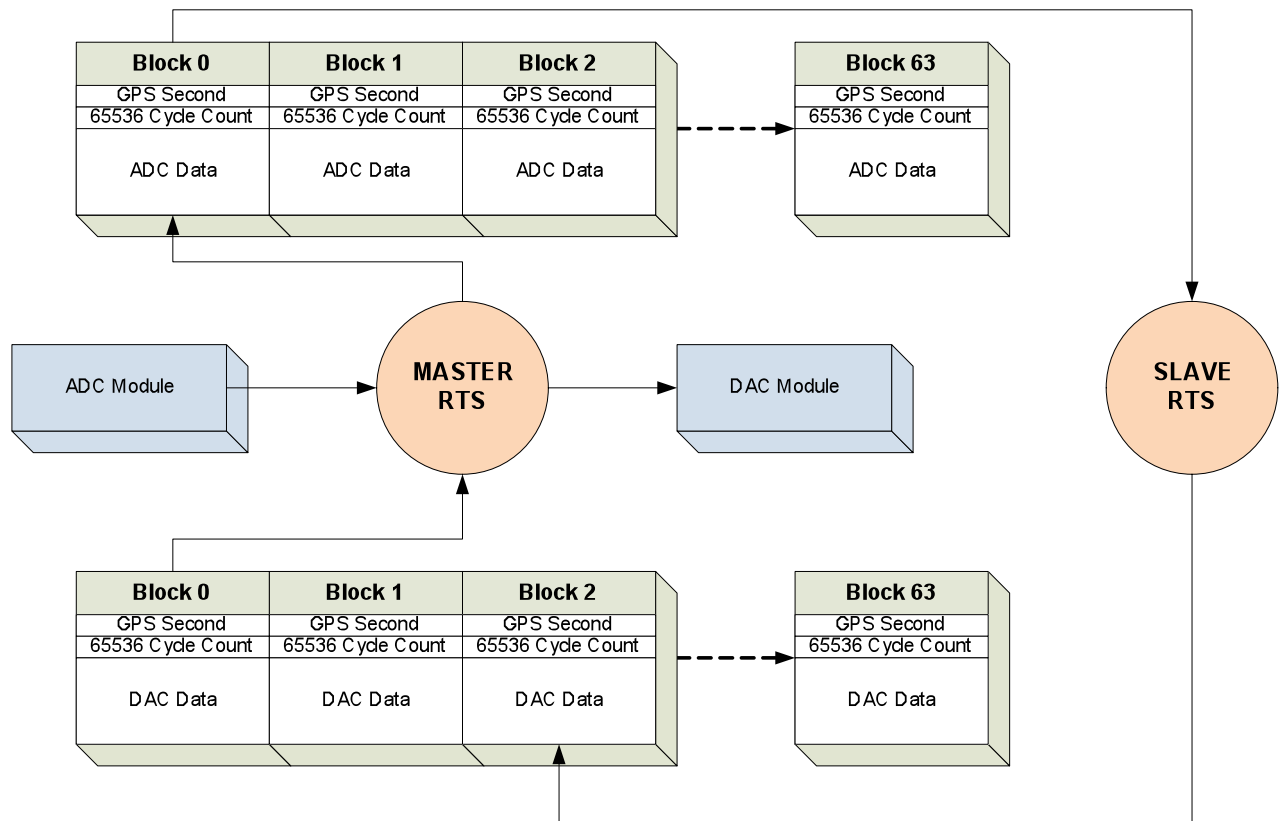 Block 0 Block 1 Block 2 Block 63
GPS Second GPS Second GPS Second GPS Second
65536 Cycle Count 65536 Cycle Count 65536 Cycle Count 65536 Cycle Count
ADC Data ADC Data ADC Data ADC Data
ADC Module
MASTER
RTS
DAC Module
SLAVE
RTS
Block 0 Block 1 Block 2 Block 63
GPS Second GPS Second GPS Second GPS Second
65536 Cycle Count 65536 Cycle Count 65536 Cycle Count 65536 Cycle Count
DAC Data DAC Data DAC Data DAC Data